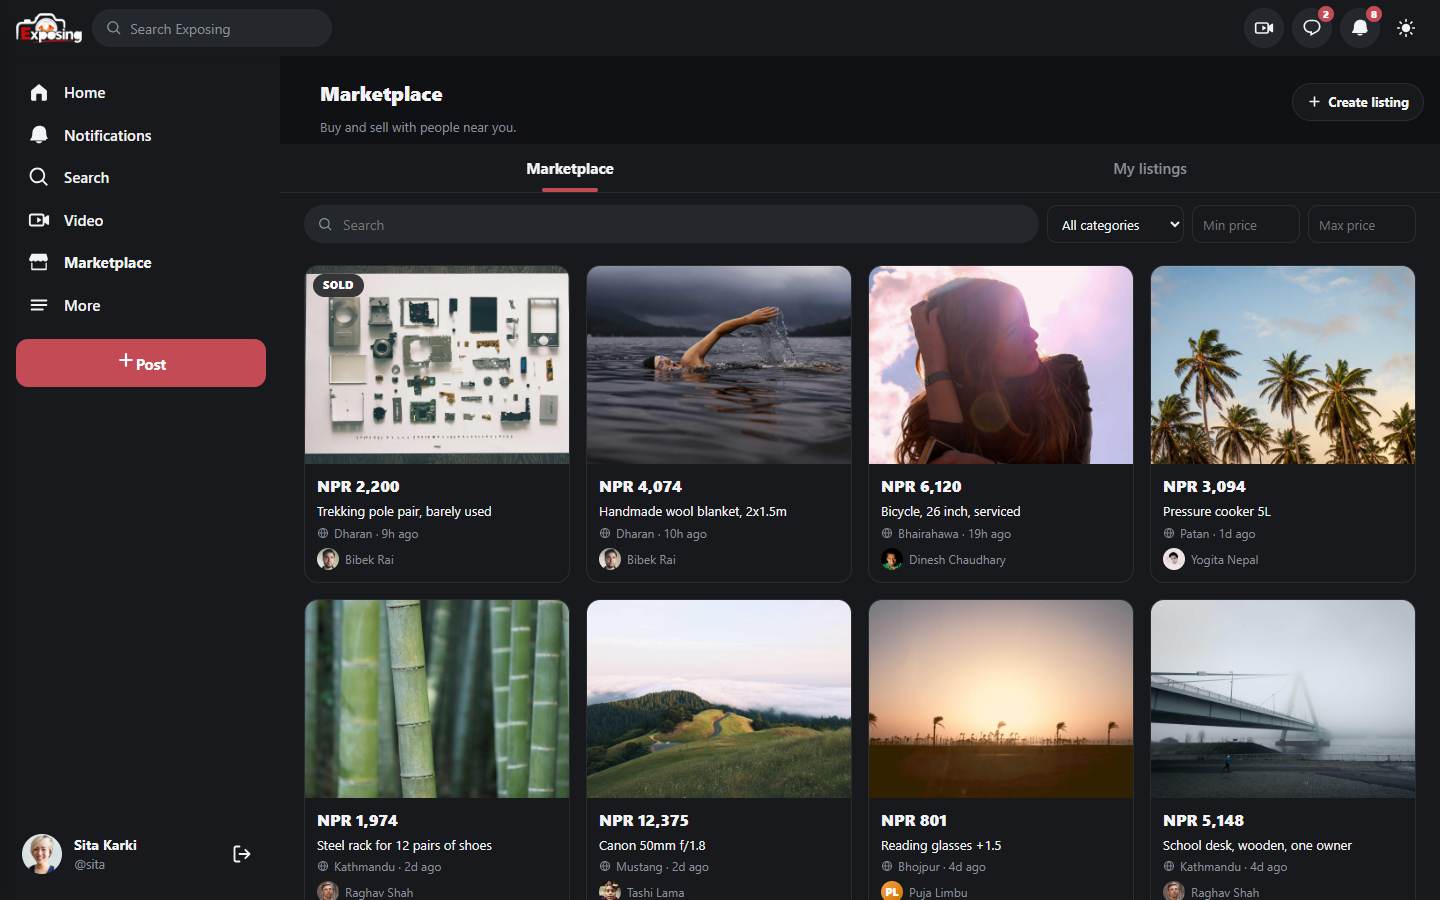 Exposing
Search Exposing
2
8
Home
Notifications
Search
Video
Marketplace
More
+ Post
Sita Karki
@sita
Marketplace
Buy and sell with people near you.
+ Create listing
Marketplace
My listings
Search
All categories
Min price
Max price
SOLD
NPR 2,200
Trekking pole pair, barely used
Dharan · 9h ago
Bibek Rai
NPR 4,074
Handmade wool blanket, 2x1.5m
Dharan · 10h ago
Bibek Rai
NPR 6,120
Bicycle, 26 inch, serviced
Bhairahawa · 19h ago
Dinesh Chaudhary
NPR 3,094
Pressure cooker 5L
Patan · 1d ago
Yogita Nepal
NPR 1,974
Steel rack for 12 pairs of shoes
Kathmandu · 2d ago
Raghav Shah
NPR 12,375
Canon 50mm f/1.8
Mustang · 2d ago
Tashi Lama
NPR 801
Reading glasses +1.5
Bhojpur · 4d ago
PL
Puja Limbu
NPR 5,148
School desk, wooden, one owner
Kathmandu · 4d ago
Raghav Shah